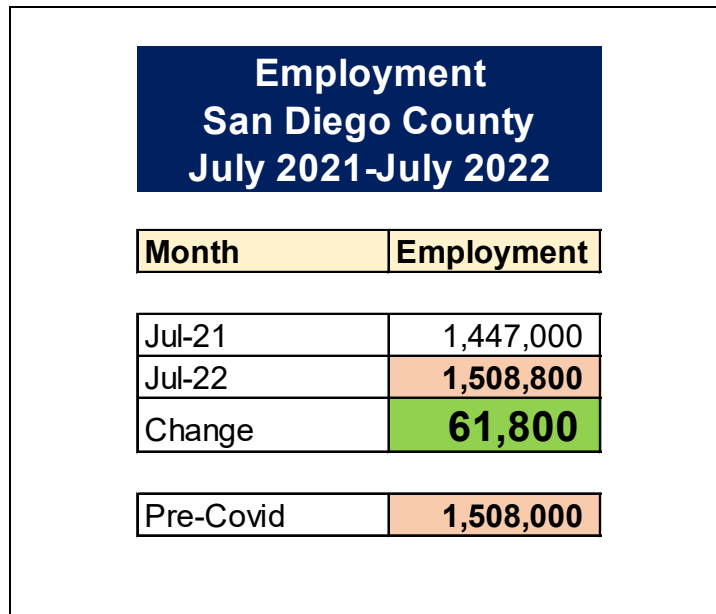 Employment
San Diego County
July 2021-July 2022
Month Employment
Jul-21 1,447,000
Jul-22 1,508,800
Change 61,800
Pre-Covid 1,508,000